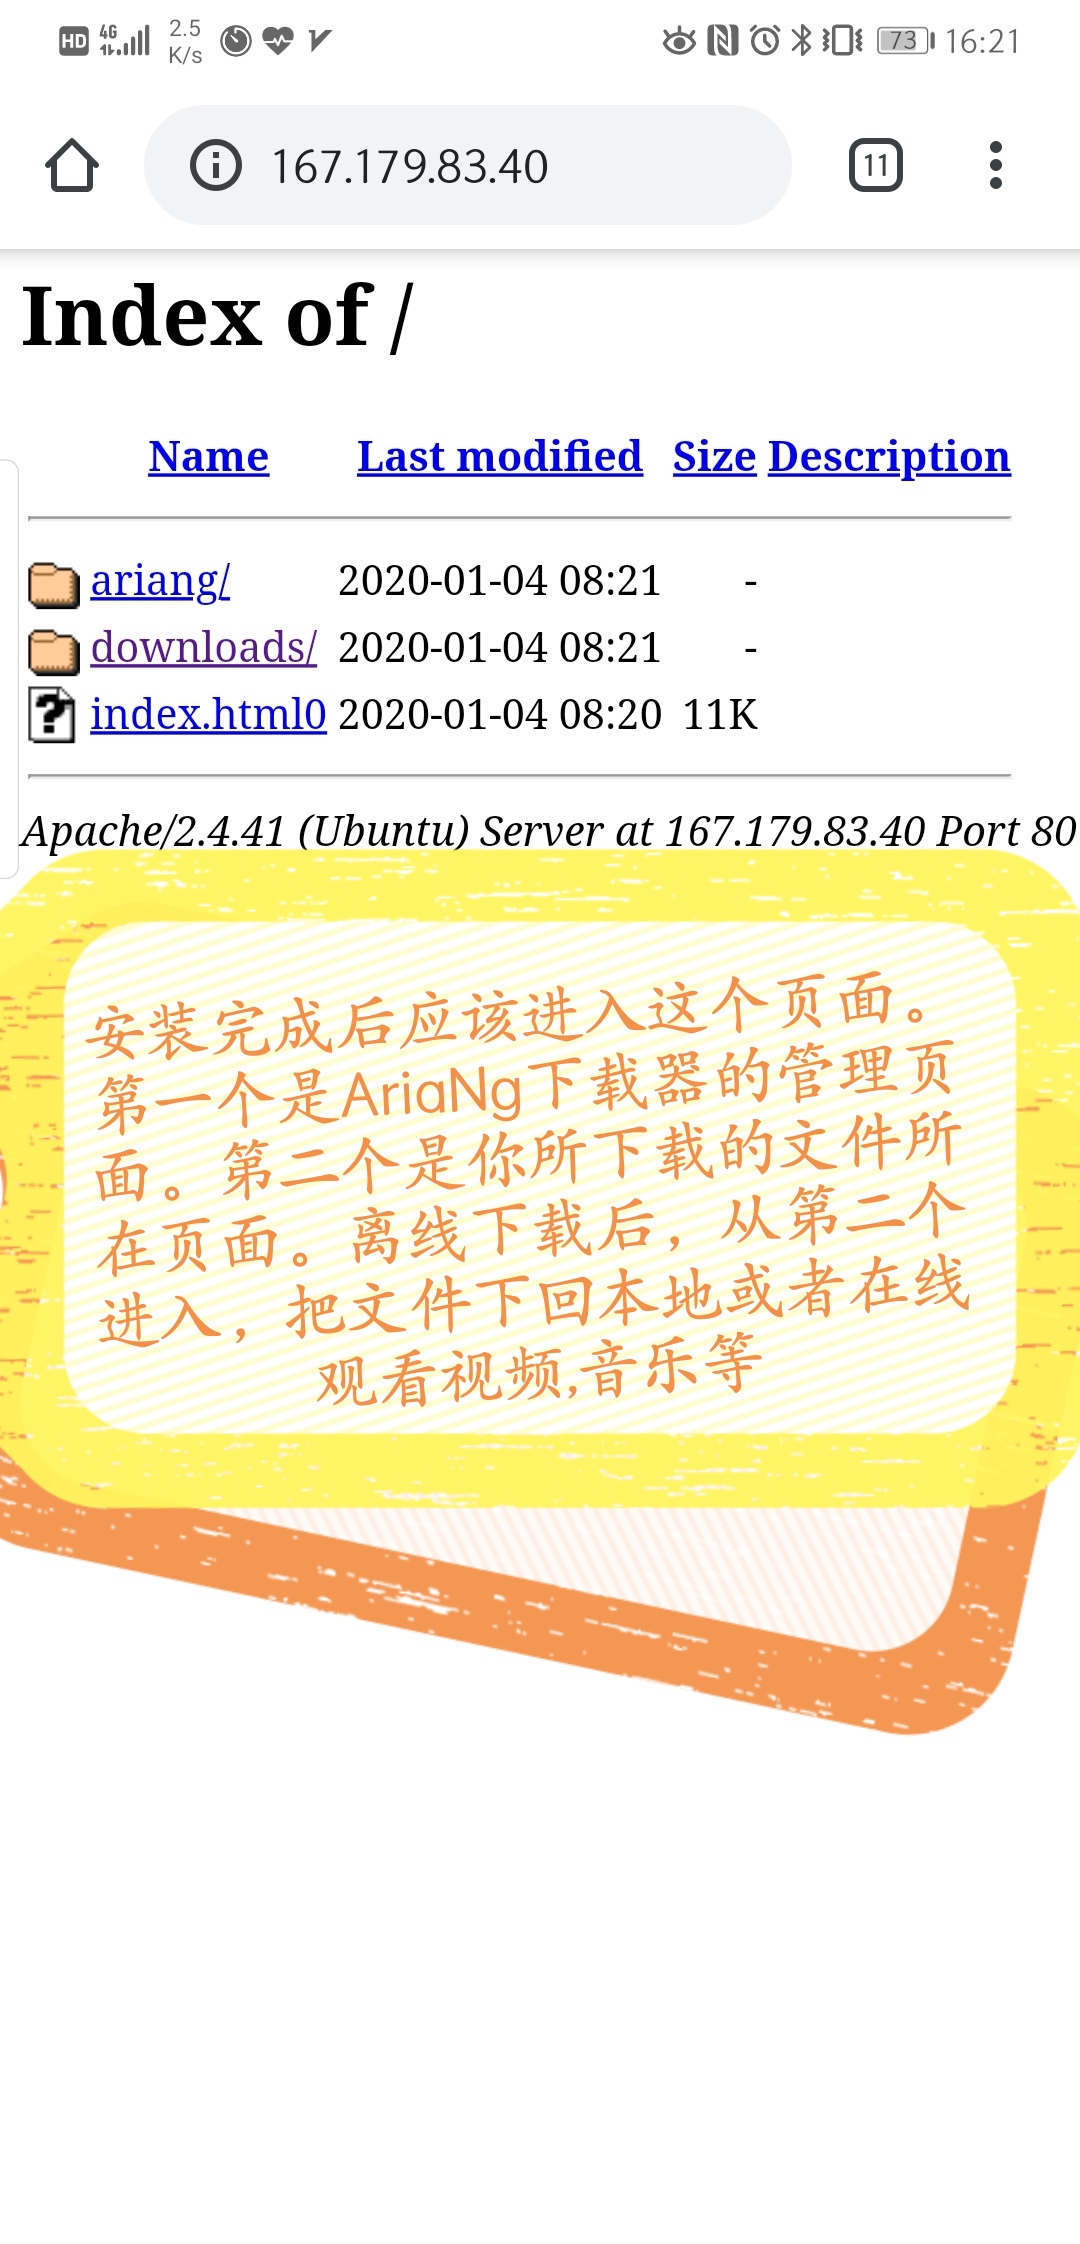 HD 4G 2.5 K/s 73 16:21
167.179.83.40 11
Index of /
Name Last modified Size Description
ariang/ 2020-01-04 08:21 -
downloads/ 2020-01-04 08:21 -
index.html0 2020-01-04 08:20 11K
Apache/2.4.41 (Ubuntu) Server at 167.179.83.40 Port 80
安装完成后应该进入这个页面。
第一个是AriaNg下载器的管理页
面。第二个是你所下载的文件所
在页面。离线下载后，从第二个
进入，把文件下回本地或者在线
观看视频,音乐等